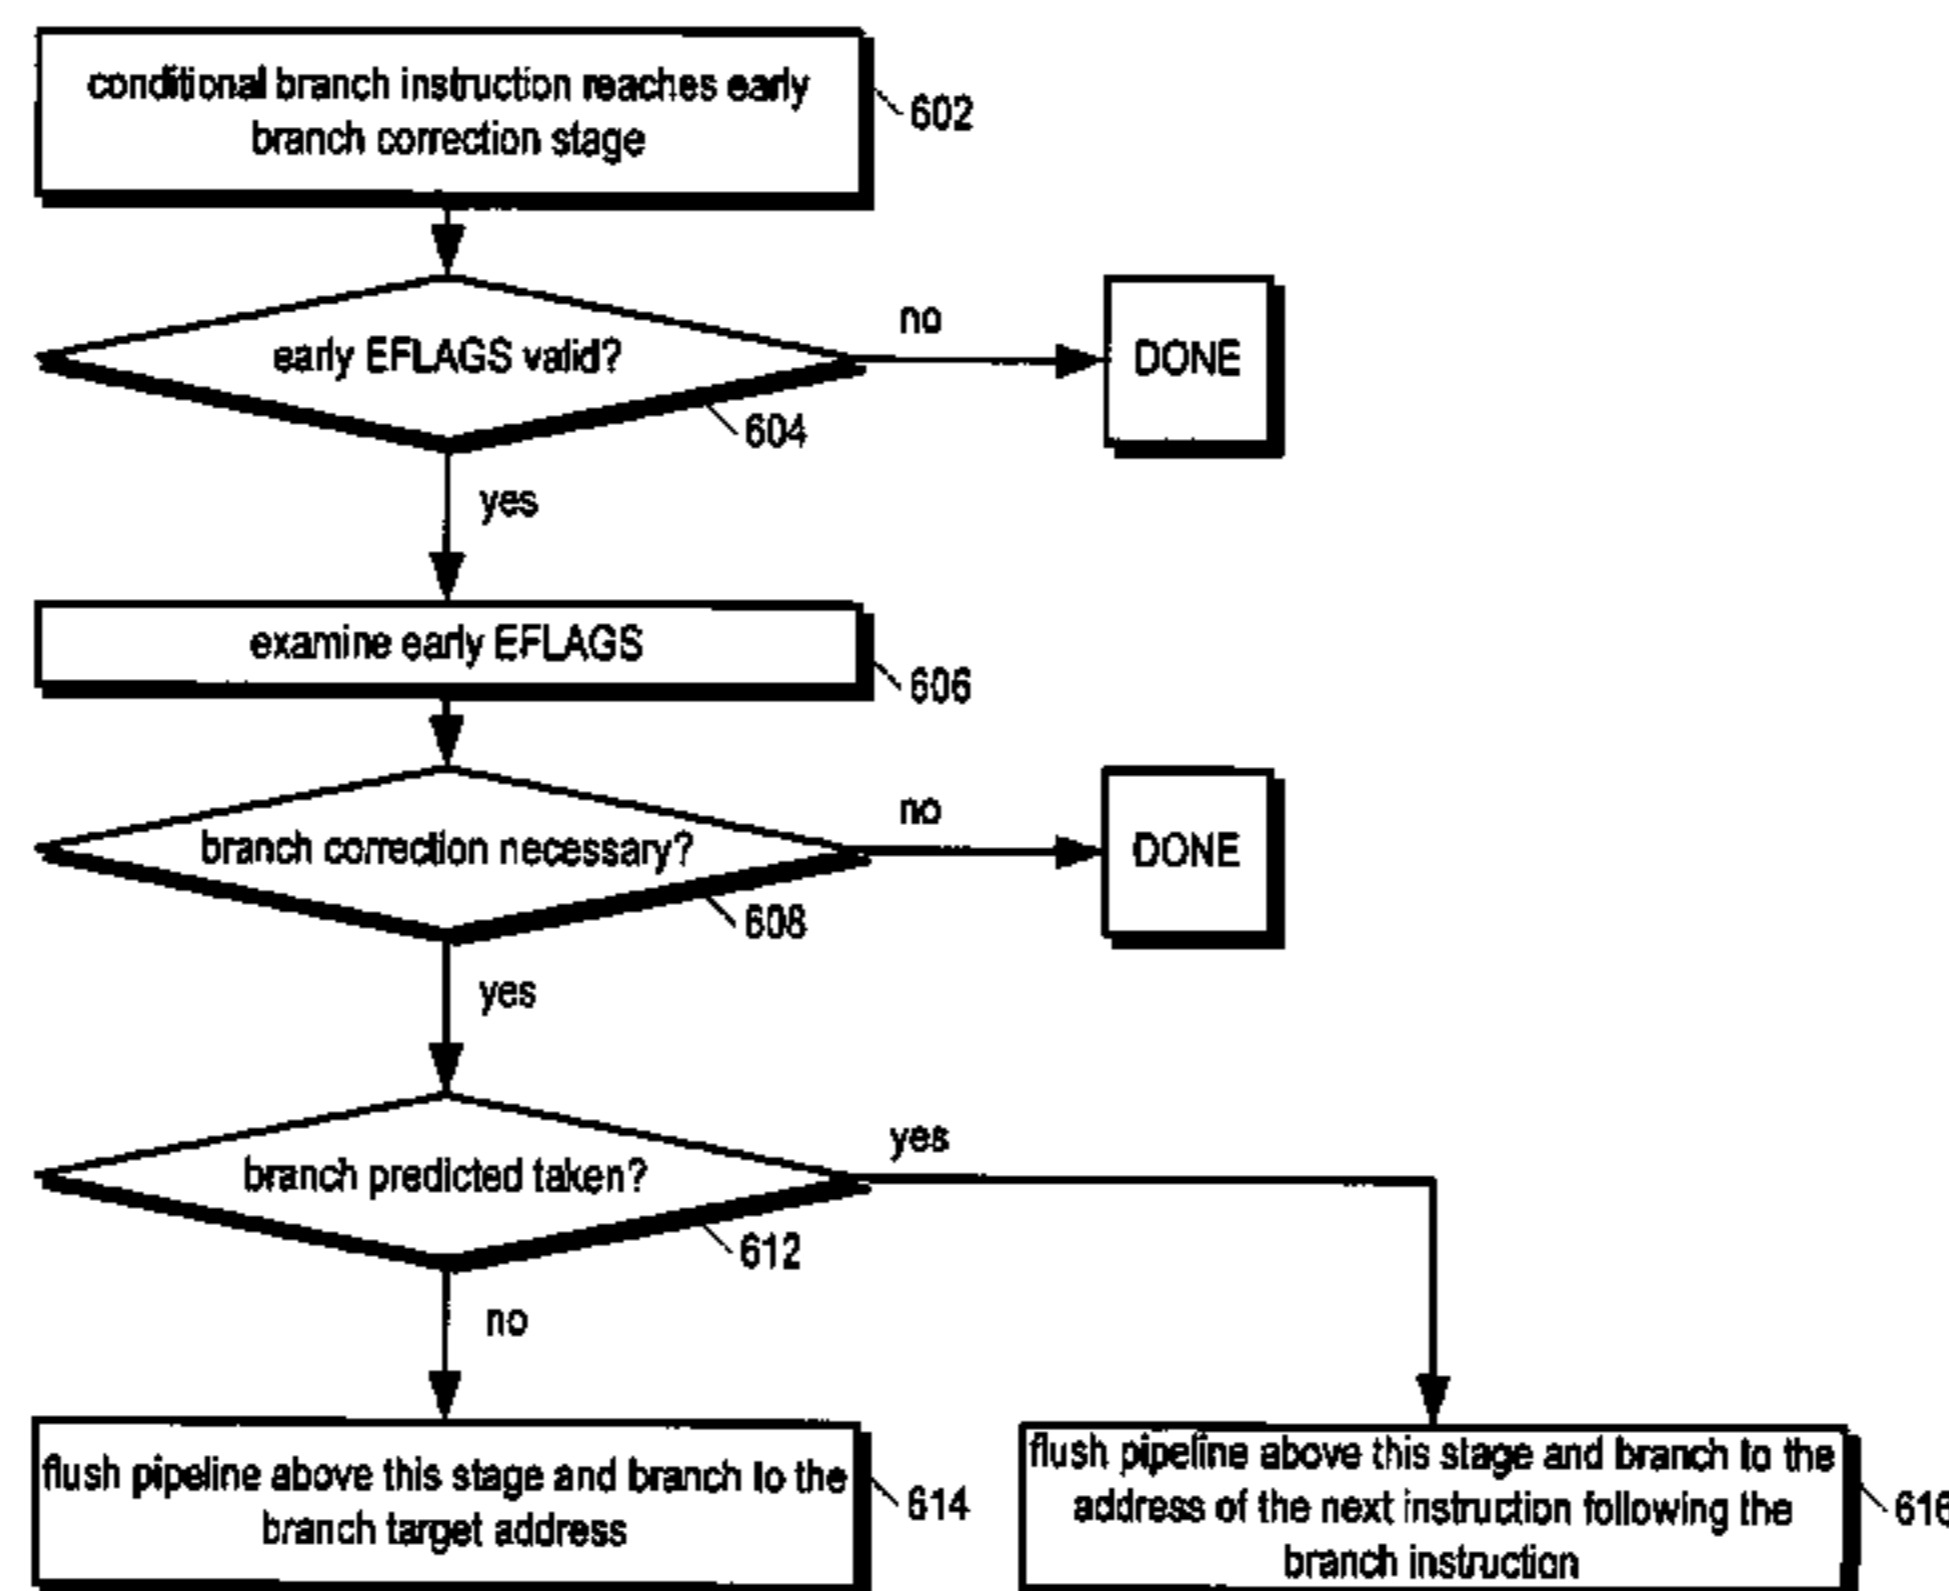 conditional branch instruction reaches early
branch correction stage
602
early EFLAGS valid?
no
DONE
604
yes
examine early EFLAGS
606
branch correction necessary?
no
DONE
608
yes
branch predicted taken?
yes
612
no
flush pipeline above this stage and branch to the
branch target address
614
flush pipeline above this stage and branch to the
address of the next instruction following the
branch instruction
616